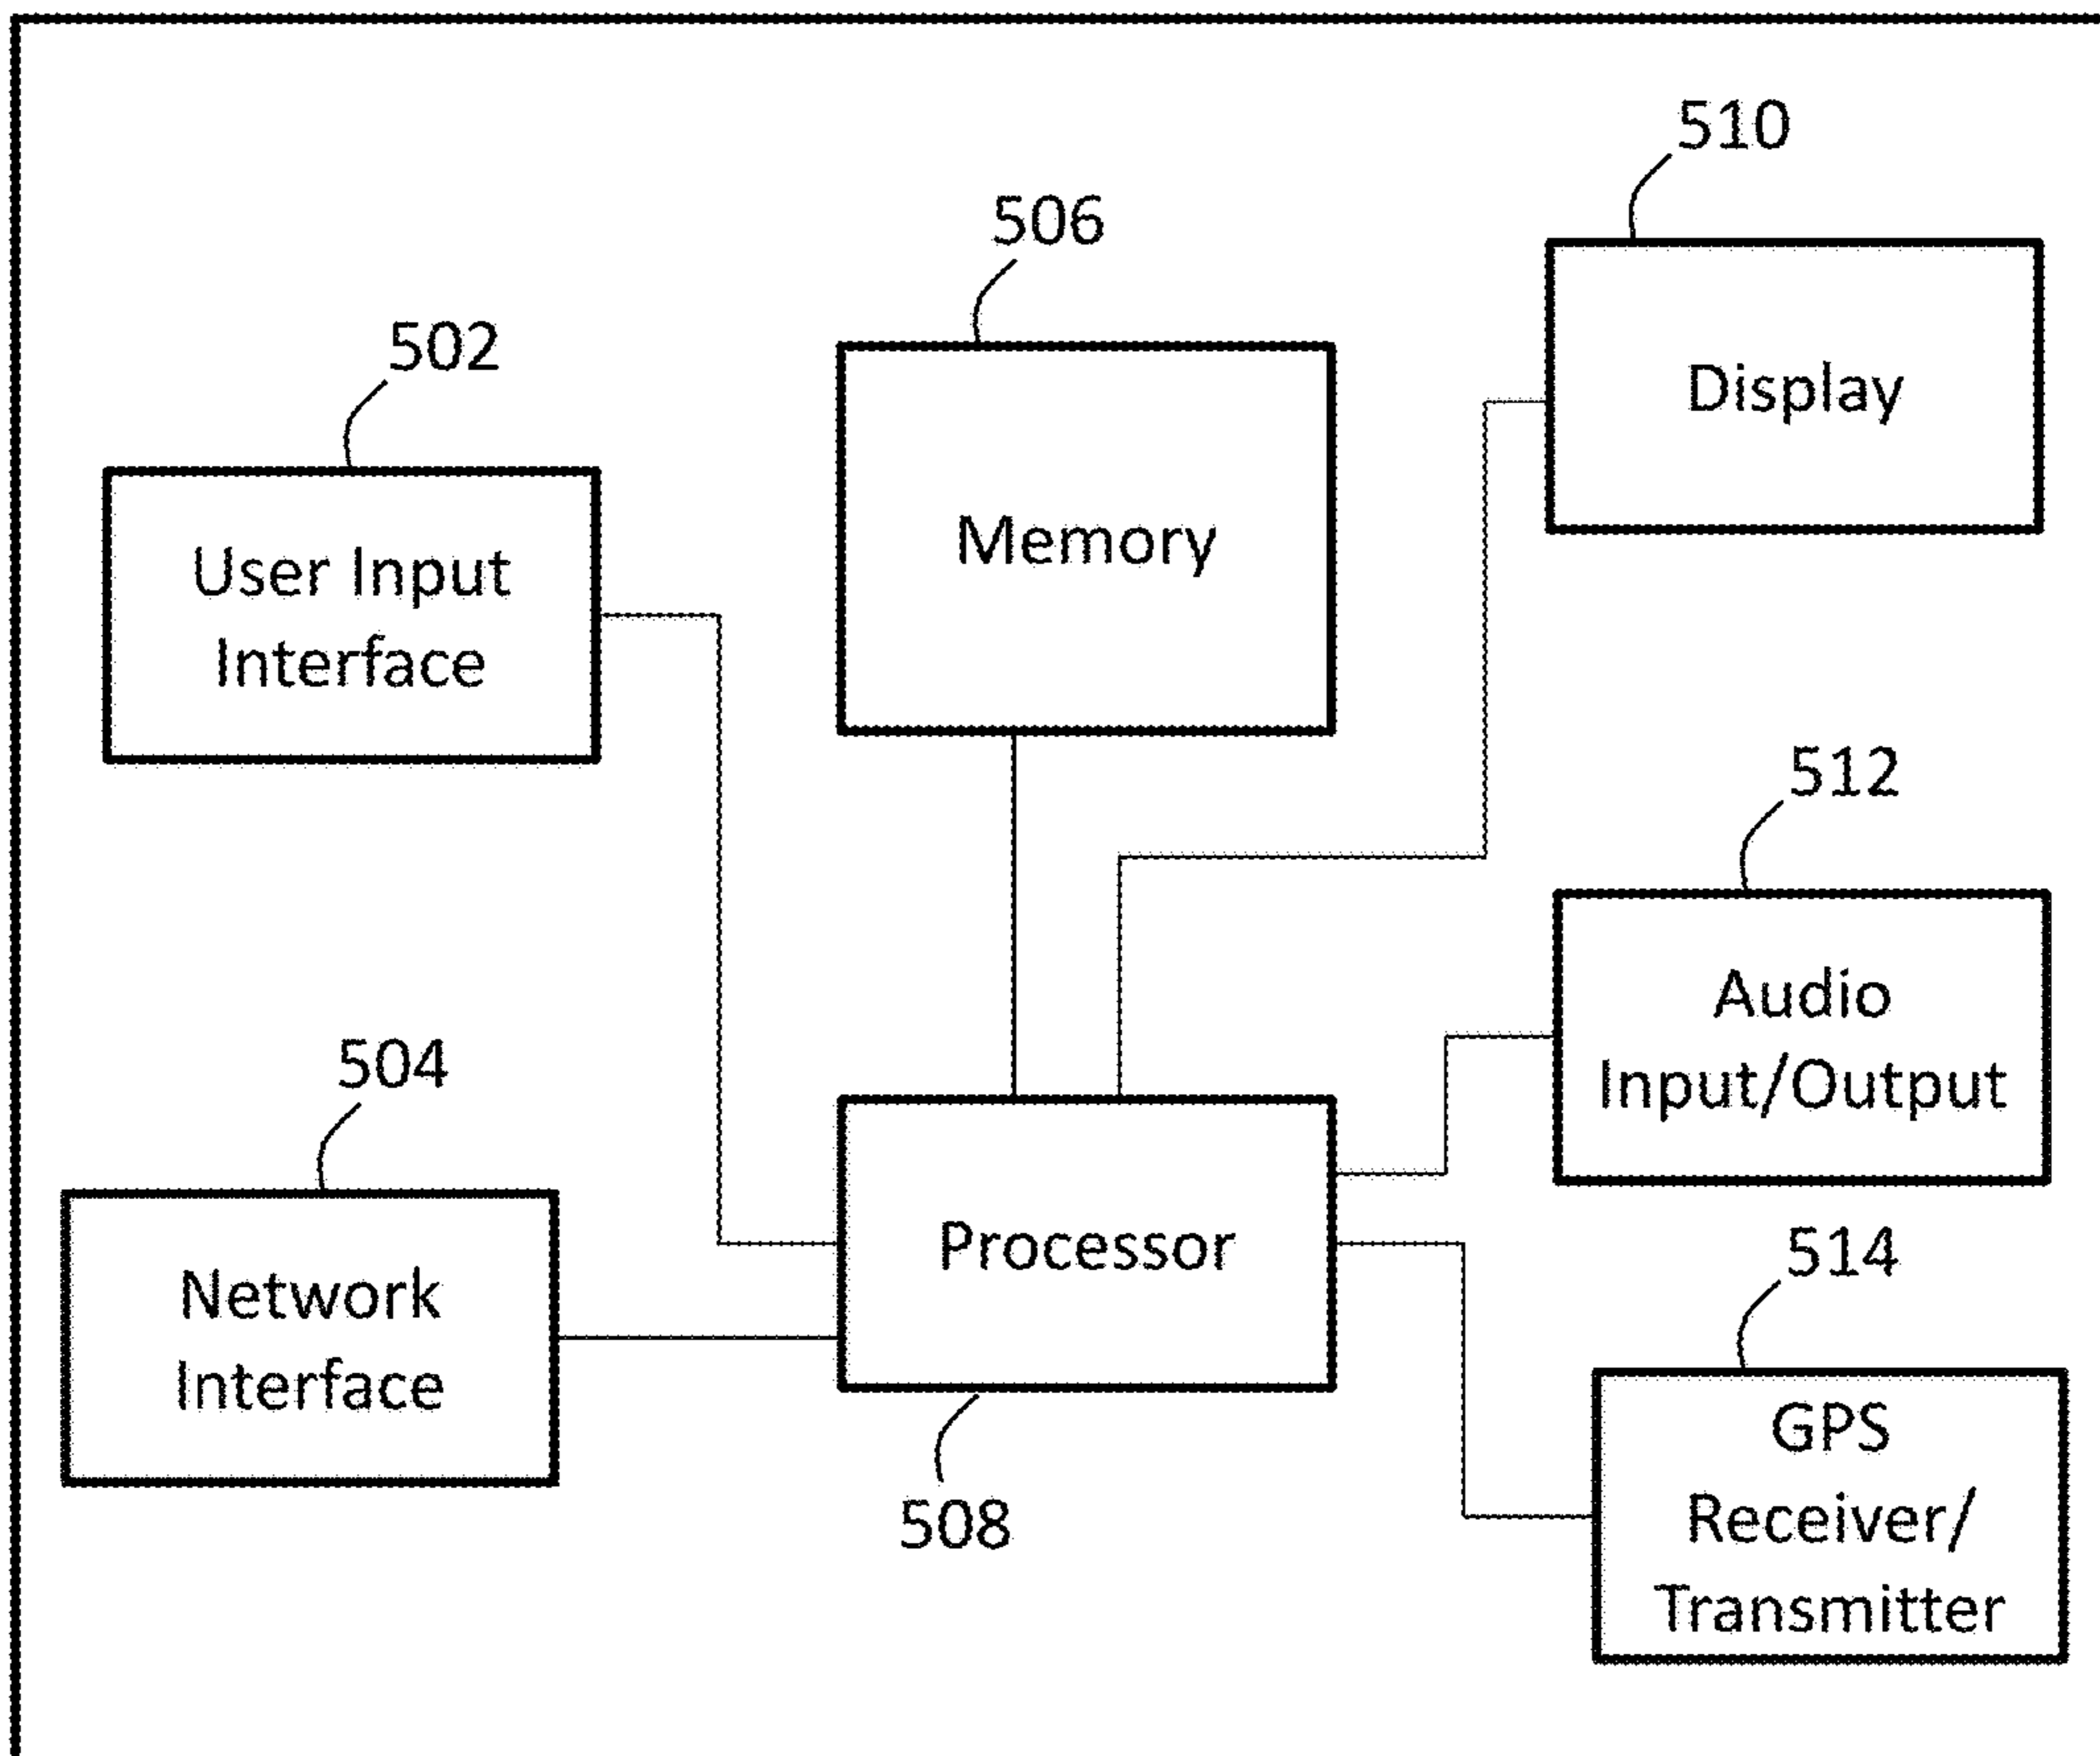 510
506
502
Display
Memory
User Input
Interface
512
Audio
Input/Output
504
Processor
514
Network
Interface
GPS
Receiver/
Transmitter
508